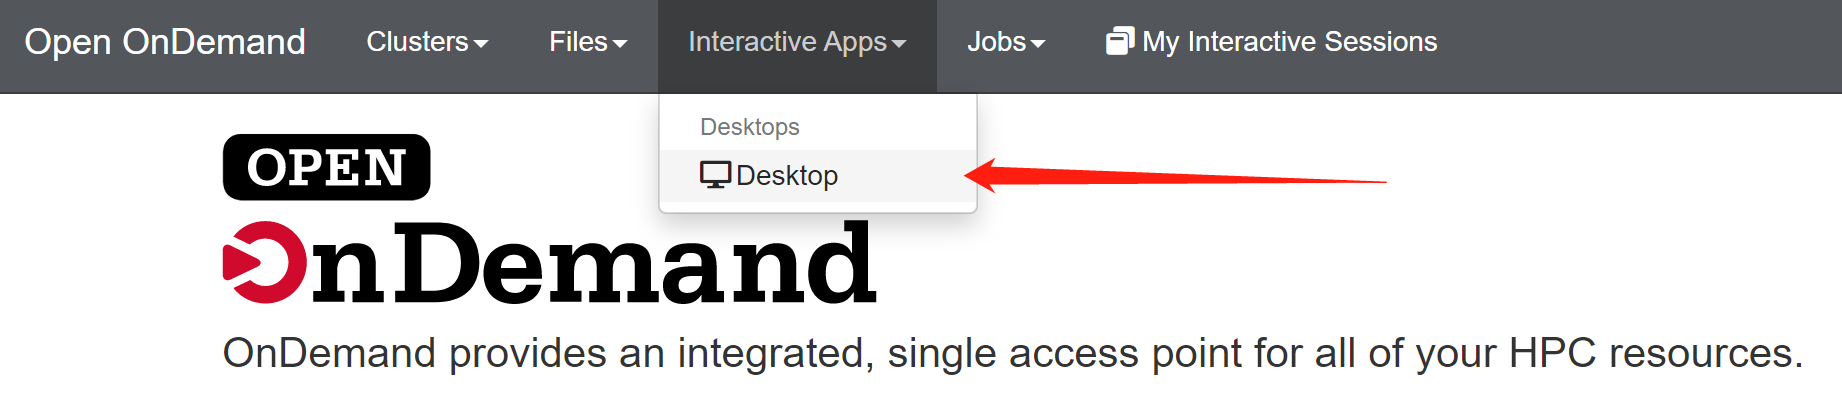 Open OnDemand Clusters Files Interactive Apps Jobs My Interactive Sessions
Desktops
Desktop
OPEN
OnDemand
OnDemand provides an integrated, single access point for all of your HPC resources.